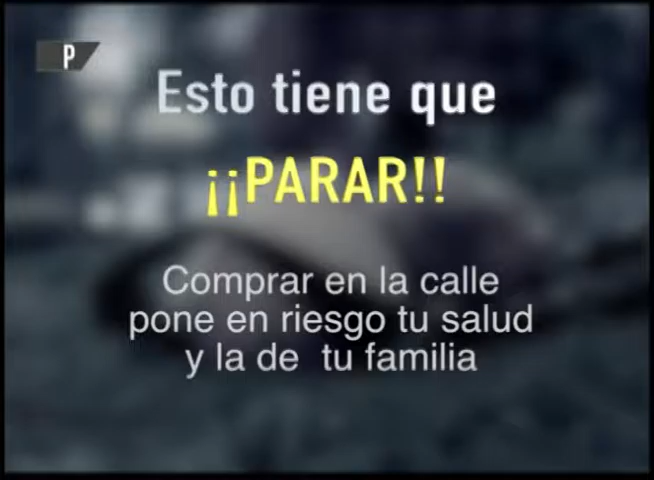 P
Esto tiene que
¡¡PARAR!!
Comprar en la calle
pone en riesgo tu salud
y la de tu familia